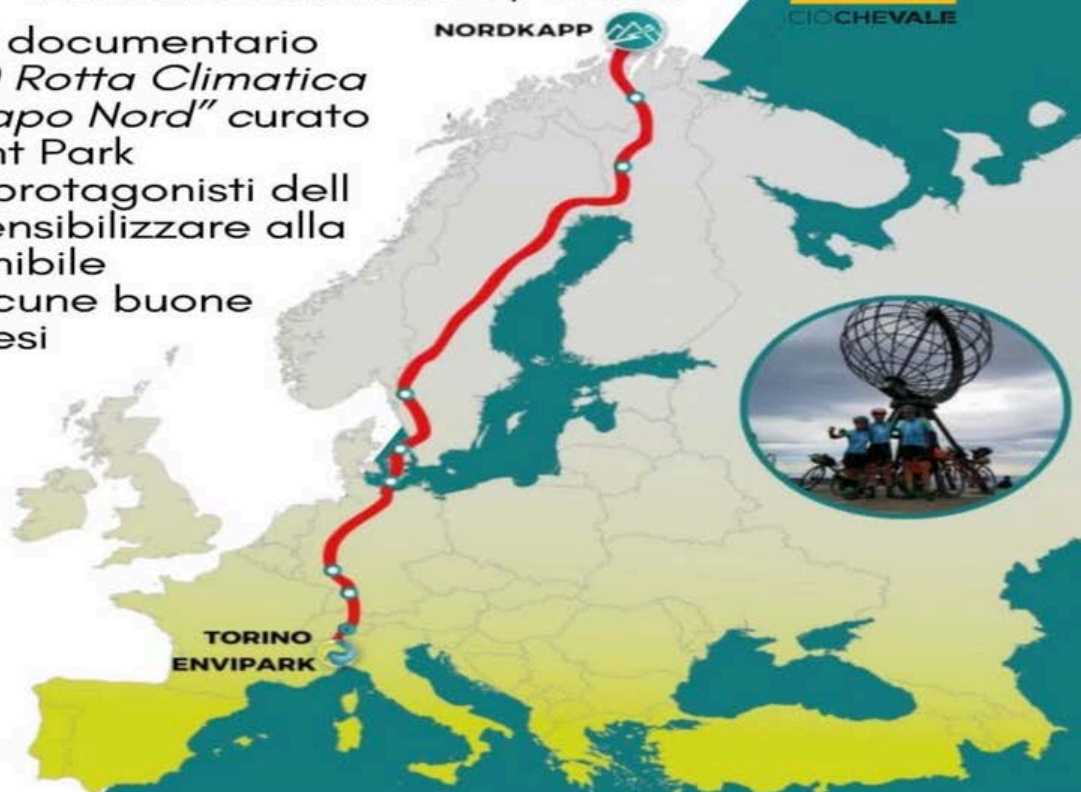 NORDKAPP
CIOCHEVALE
documentario
Rotta Climatica
apo Nord" curato
nt Park
protagonisti dell
ensibilizzare alla
nibile
cune buone
esi
TORINO
ENVIPARK